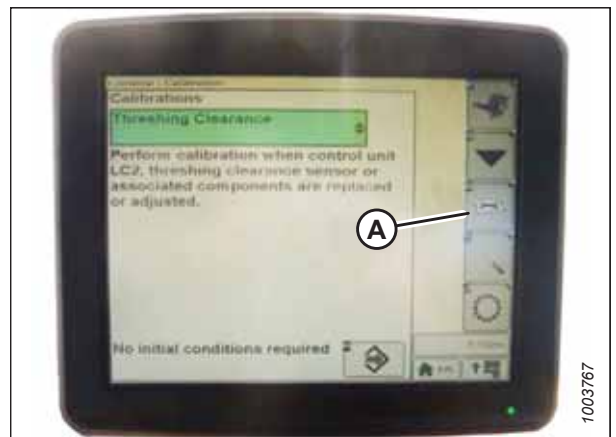 Calibrations
Threshing Clearance
Perform calibration when control unit
LC2, threshing clearance sensor or
associated components are replaced
or adjusted.
A
No initial conditions required
1003767